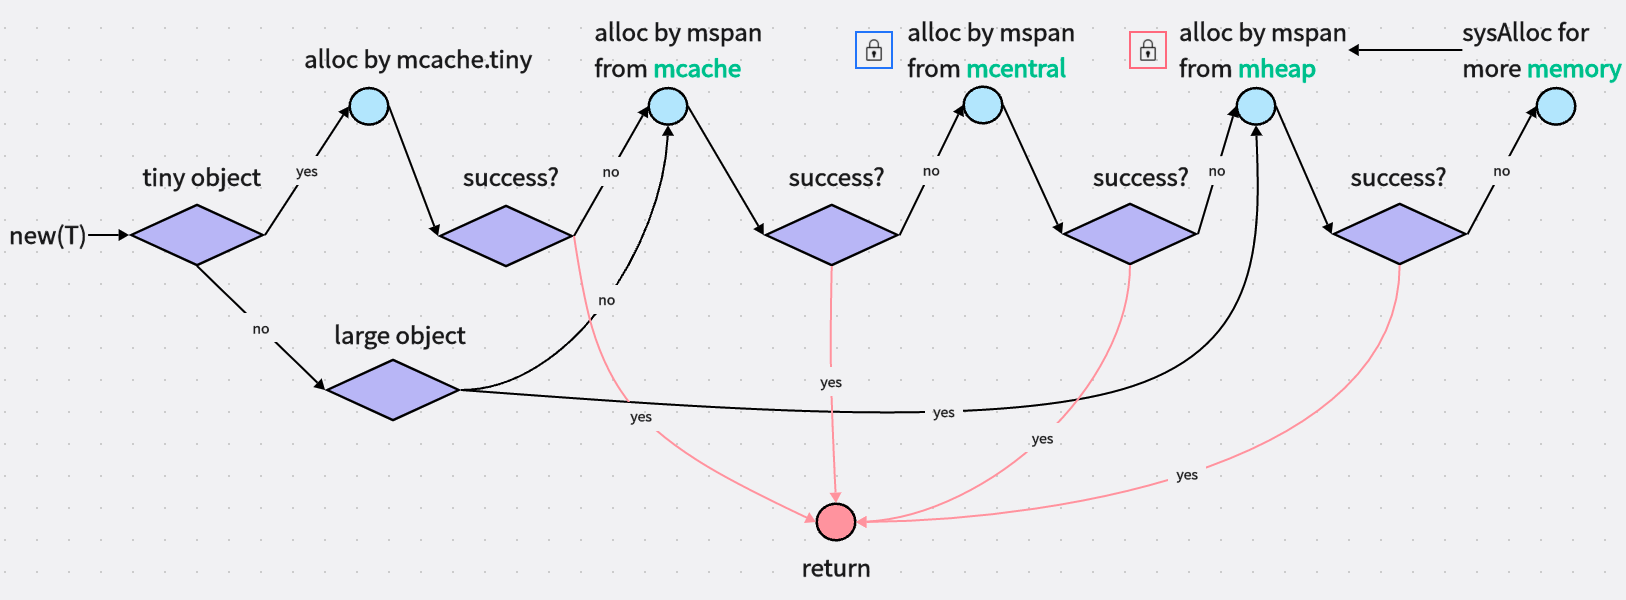 alloc by mcache.tiny
alloc by mspan
from mcache
alloc by mspan
from mcentral
alloc by mspan
from mheap
sysAlloc for
more memory
new(T)
tiny object
yes
success?
no
success?
no
success?
no
success?
no
no
large object
no
yes
yes
yes
yes
yes
return